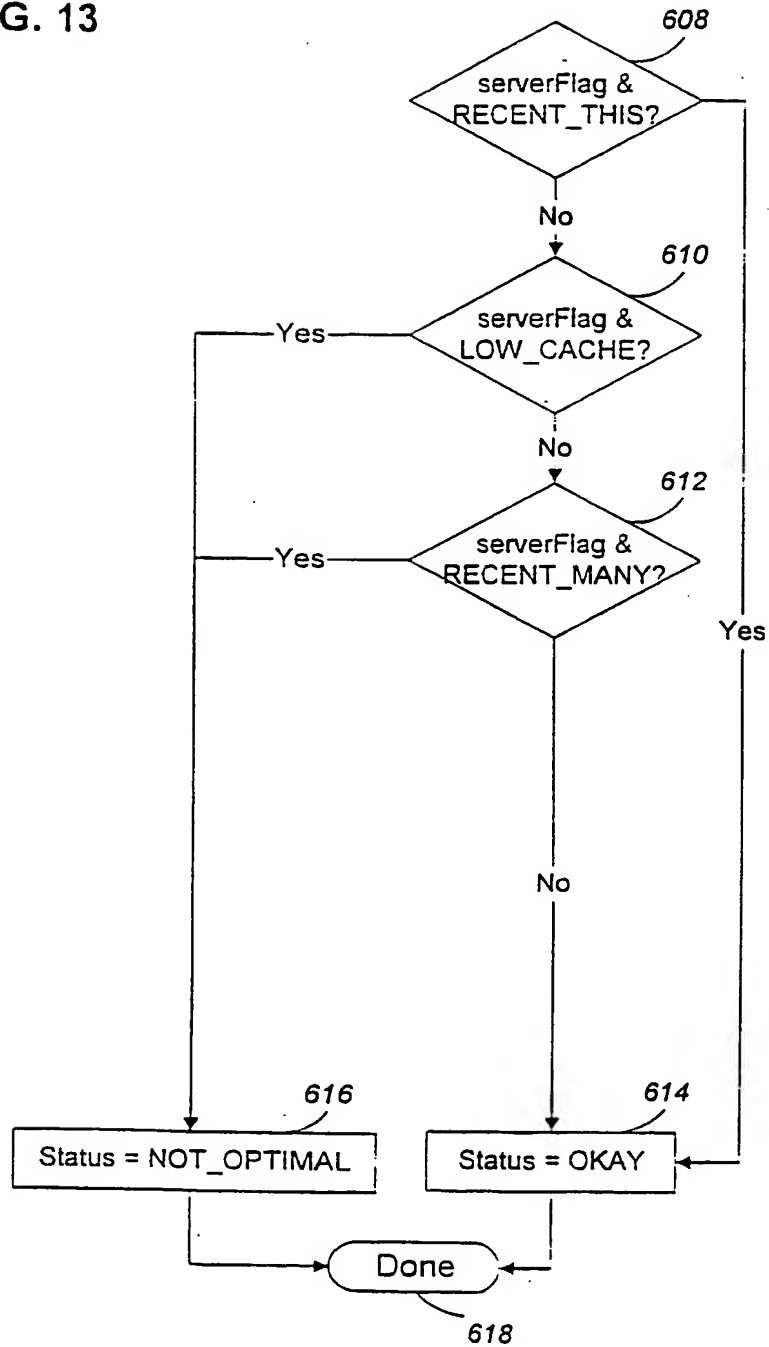 G. 13
608
serverFlag &
RECENT_THIS?
No
610
serverFlag &
LOW_CACHE?
Yes
No
612
serverFlag &
RECENT_MANY?
Yes
Yes
No
616
Status = NOT_OPTIMAL
614
Status = OKAY
Done
618